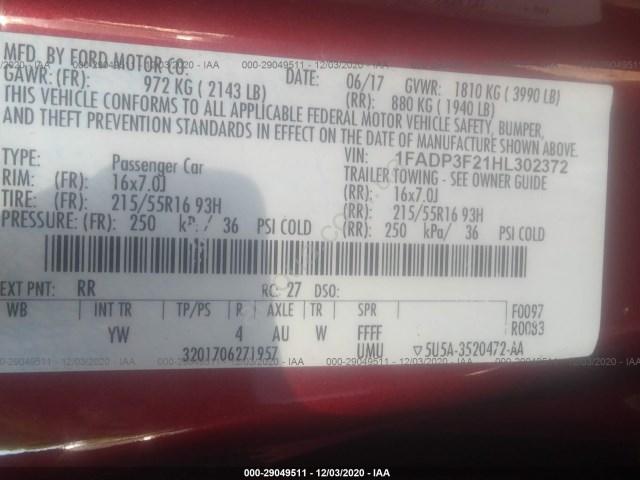 MFD. BY FORD MOTOR CO.
DATE: 06/17 GVWR: 1810 KG ( 3990 LB)
GAWR: (FR): 972 KG ( 2143 LB) (RR): 880 KG ( 1940 LB)
THIS VEHICLE CONFORMS TO ALL APPLICABLE FEDERAL MOTOR VEHICLE SAFETY, BUMPER,
AND THEFT PREVENTION STANDARDS IN EFFECT ON THE DATE OF MANUFACTURE SHOWN ABOVE.
VIN: 1FADP3F21HL302372
TYPE: Passenger Car TRAILER TOWING - SEE OWNER GUIDE
RIM: (FR): 16x7.0J (RR): 16x7.0J
TIRE: (FR): 215/55R16 93H (RR): 215/55R16 93H
PRESSURE: (FR): 250 kPa/ 36 PSI COLD (RR): 250 kPa/ 36 PSI COLD
EXT PNT: RR RC: 27 DSO:
WB INT TR TP/PS R AXLE TR SPR F0097
YW 4 AU W FFFF R0083
3201706271957 UMU ▽5U5A-3520472-AA
000-29049511 - 12/03/2020 - IAA